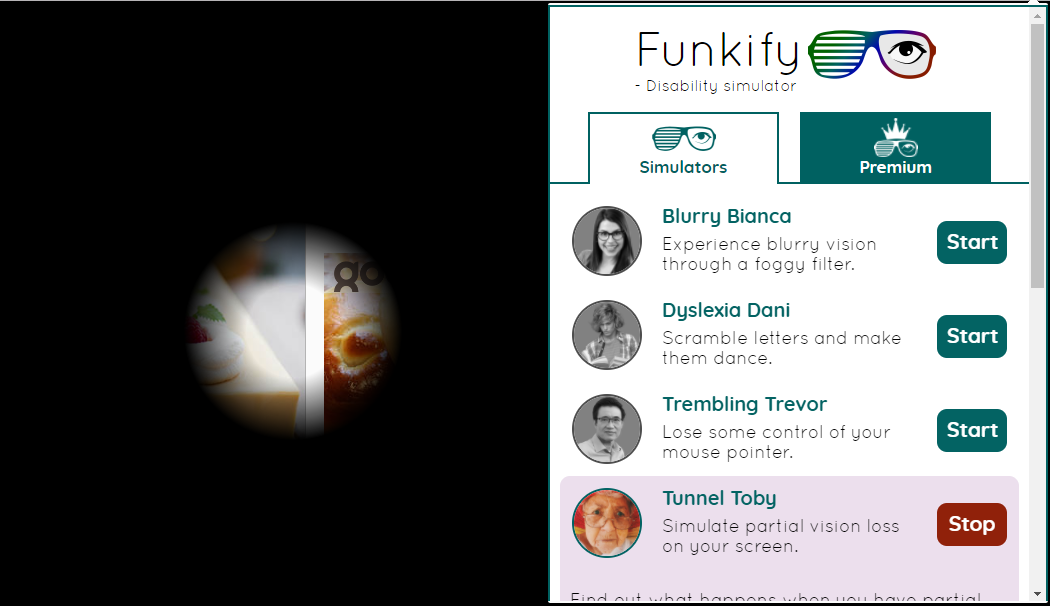 Funkify
- Disability simulator
Simulators
Premium
Blurry Bianca
Experience blurry vision
through a foggy filter.
Start
Dyslexia Dani
Scramble letters and make
them dance.
Start
Trembling Trevor
Lose some control of your
mouse pointer.
Start
Tunnel Toby
Simulate partial vision loss
on your screen.
Stop
Find out what happens when you have partial